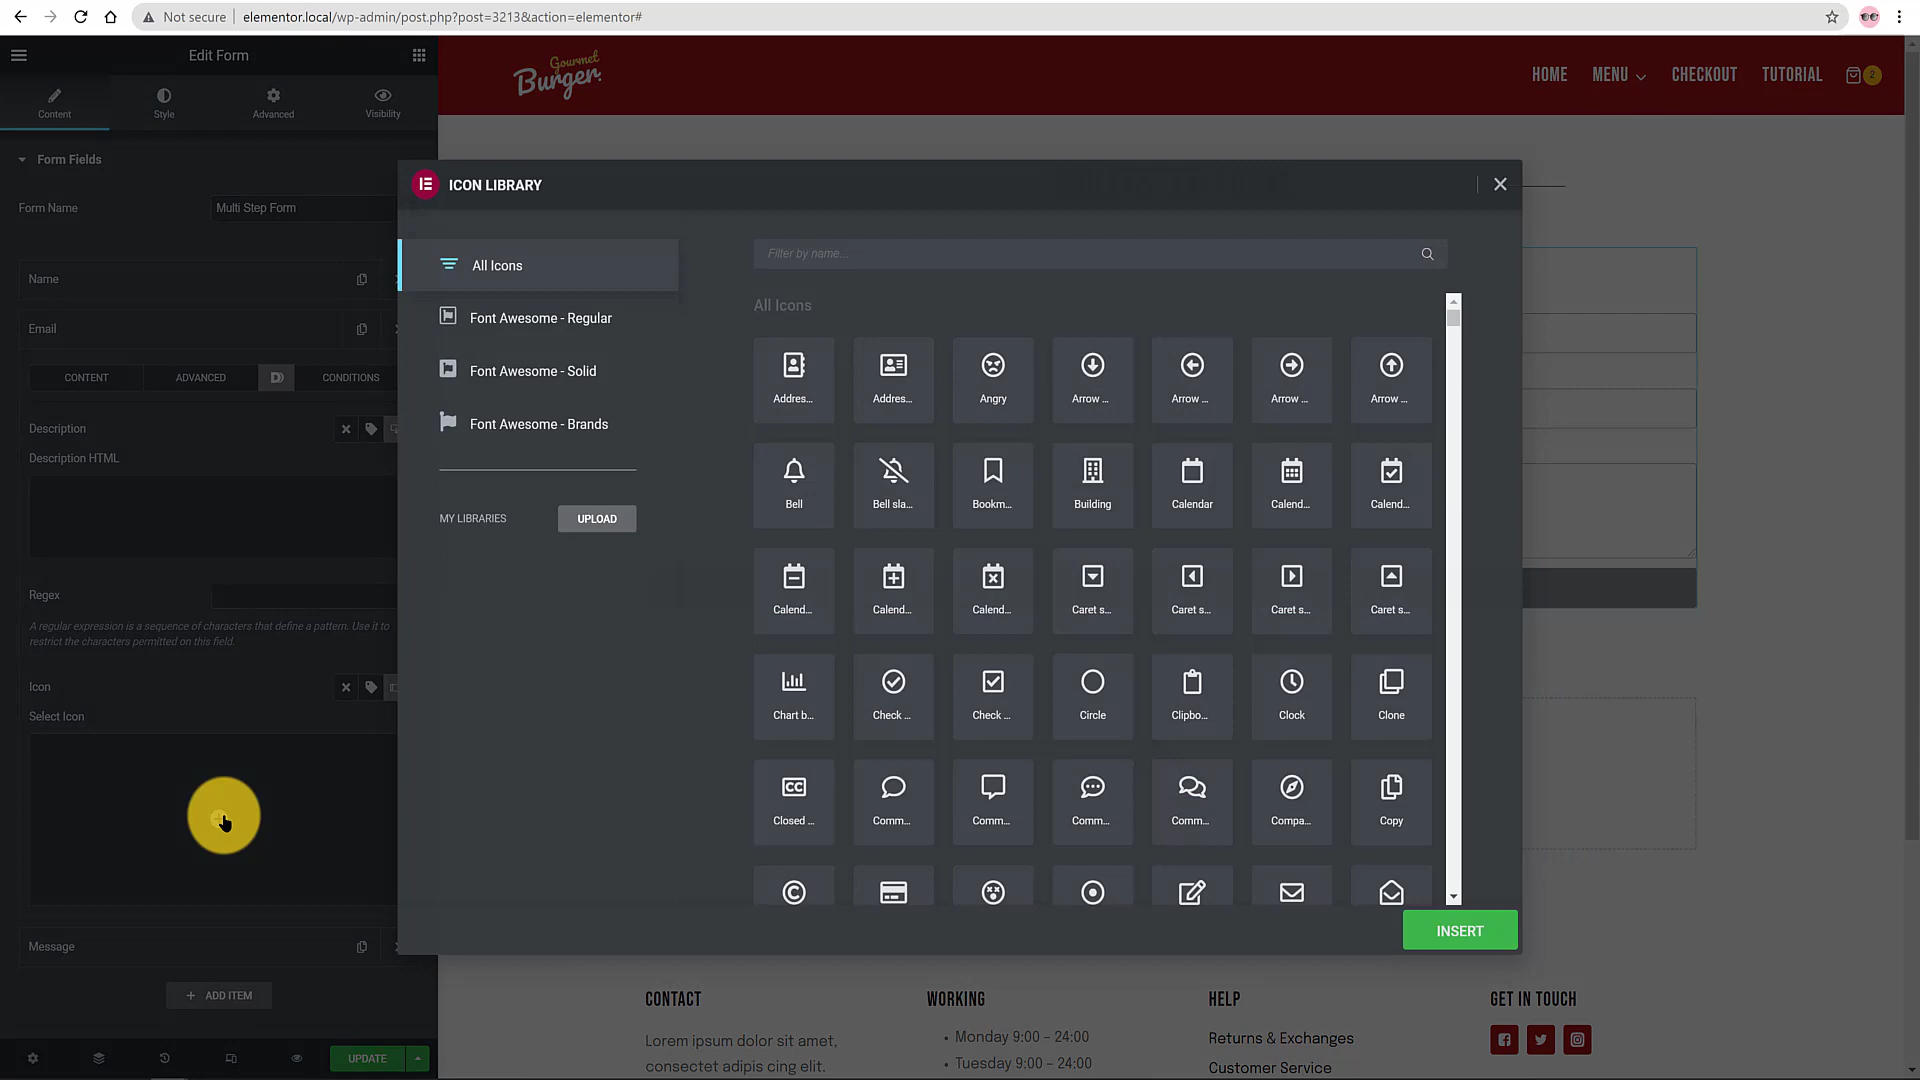 Not secure
elementor.local/wp-admin/post.php?post=3213&action=elementor#
Edit Form
Gourmet
Burger.
HOME
MENU
CHECKOUT
TUTORIAL
2
Content
Style
Advanced
Visibility
Form Fields
Form Name
Multi Step Form
Name
Email
CONTENT
ADVANCED
CONDITIONS
Description
Description HTML
Regex
A regular expression is a sequence of characters that define a pattern. Use it to
restrict the characters permitted on this field.
Icon
Select Icon
Message
ADD ITEM
UPDATE
ICON LIBRARY
All Icons
Font Awesome - Regular
Font Awesome - Solid
Font Awesome - Brands
MY LIBRARIES
UPLOAD
Filter by name...
All Icons
Addres...
Addres...
Angry
Arrow ...
Arrow ...
Arrow ...
Arrow ...
Bell
Bell sla...
Bookm...
Building
Calendar
Calend...
Calend...
Calend...
Calend...
Calend...
Caret s...
Caret s...
Caret s...
Caret s...
Chart b...
Check ...
Check ...
Circle
Clipbo...
Clock
Clone
Closed ...
Comm...
Comm...
Comm...
Comm...
Compa...
Copy
INSERT
CONTACT
Lorem ipsum dolor sit amet,
consectet adipis cing elit.
WORKING
• Monday 9:00 – 24:00
• Tuesday 9:00 – 24:00
HELP
Returns & Exchanges
Customer Service
GET IN TOUCH